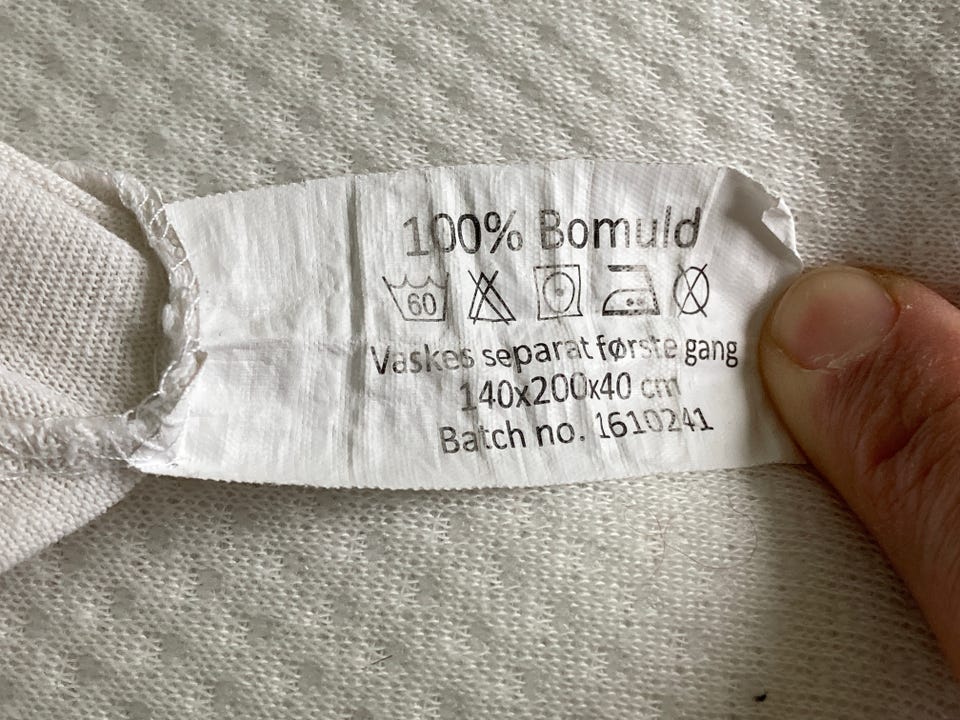 100% Bomuld
60
Vaskes separat første gang
140x200x40 cm
Batch no. 1610241